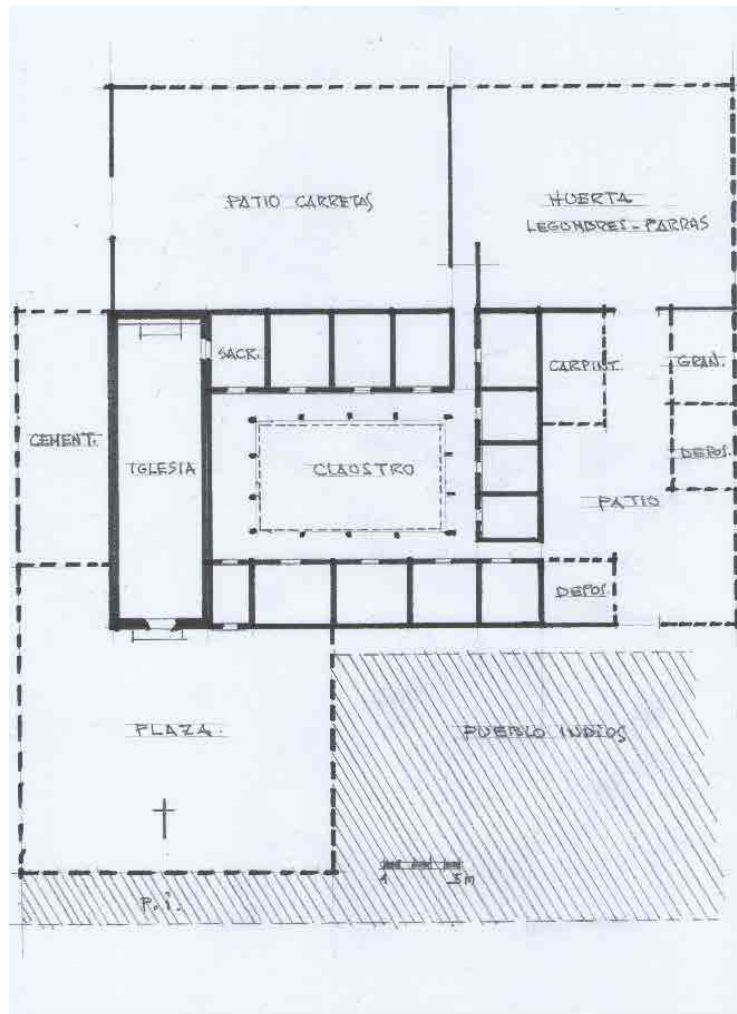 PATIO CARRETAS
HUERTA
LEGUMBRES - PARRAS
SACR.
CARPINT.
GRAN.
CEMENT.
IGLESIA
CLAUSTRO
DEPOS.
PATIO
DEPOS.
PLAZA.
PUEBLO INDIOS
1 5m
P. i.